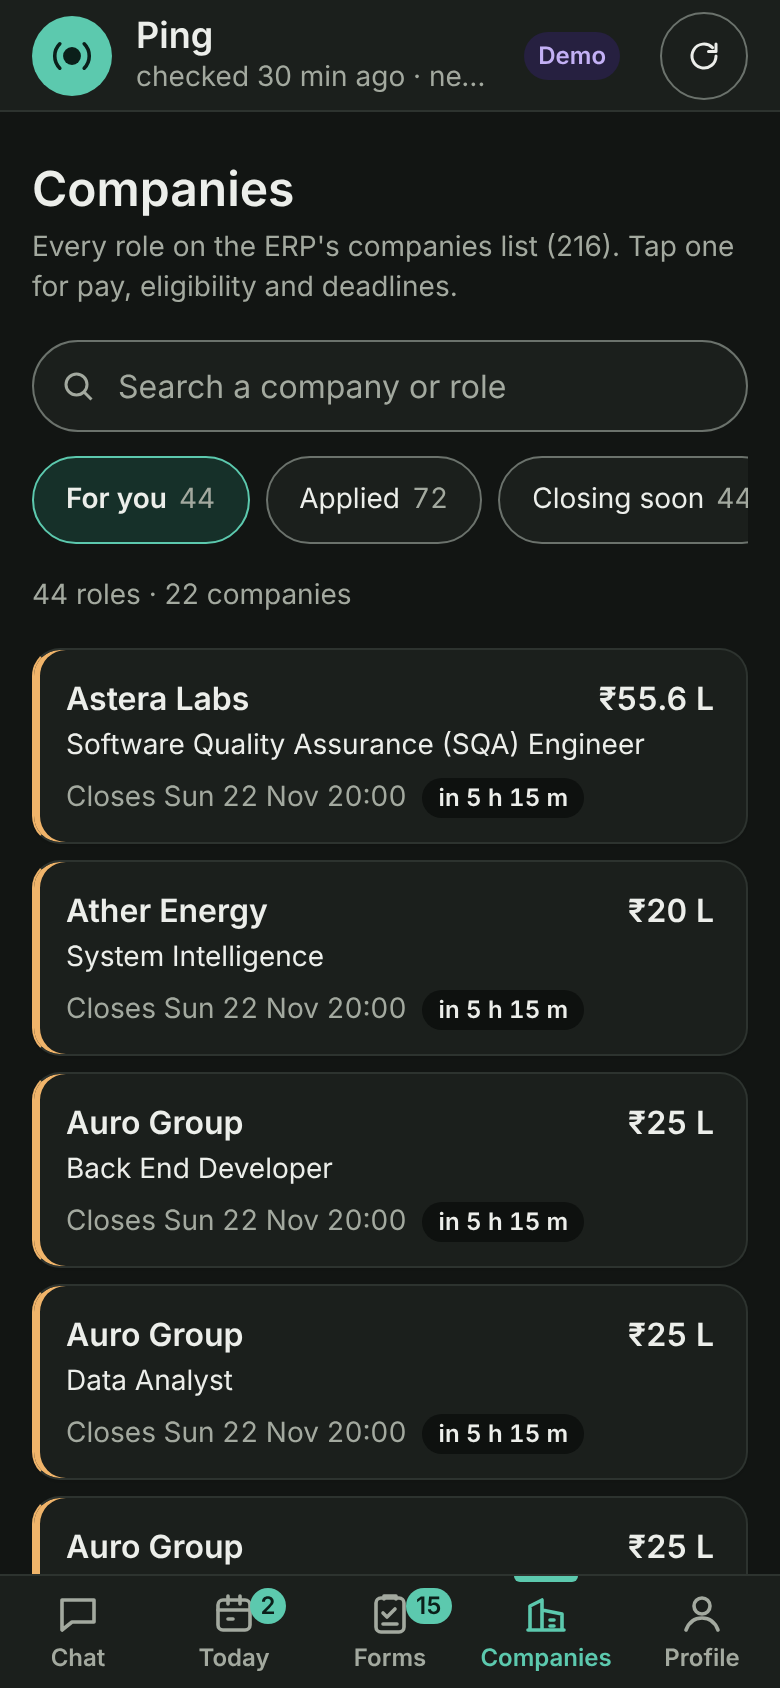 Ping
checked 30 min ago · ne...
Demo
Companies
Every role on the ERP's companies list (216). Tap one
for pay, eligibility and deadlines.
Search a company or role
For you 44
Applied 72
Closing soon 44
44 roles · 22 companies
Astera Labs ₹55.6 L
Software Quality Assurance (SQA) Engineer
Closes Sun 22 Nov 20:00 in 5 h 15 m
Ather Energy ₹20 L
System Intelligence
Closes Sun 22 Nov 20:00 in 5 h 15 m
Auro Group ₹25 L
Back End Developer
Closes Sun 22 Nov 20:00 in 5 h 15 m
Auro Group ₹25 L
Data Analyst
Closes Sun 22 Nov 20:00 in 5 h 15 m
Auro Group ₹25 L
2
15
Chat
Today
Forms
Companies
Profile